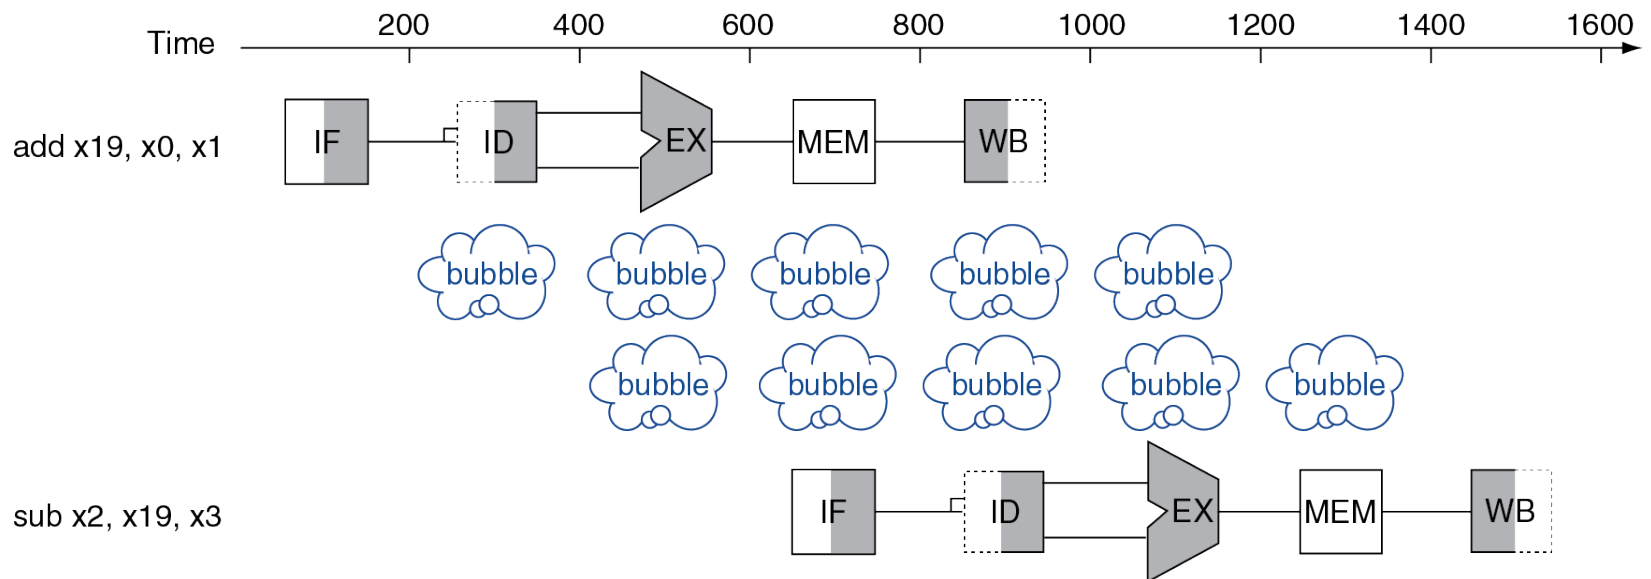 200 400 600 800 1000 1200 1400 1600
Time
add x19, x0, x1
IF ID EX MEM WB
bubble bubble bubble bubble bubble
bubble bubble bubble bubble bubble
sub x2, x19, x3
IF ID EX MEM WB